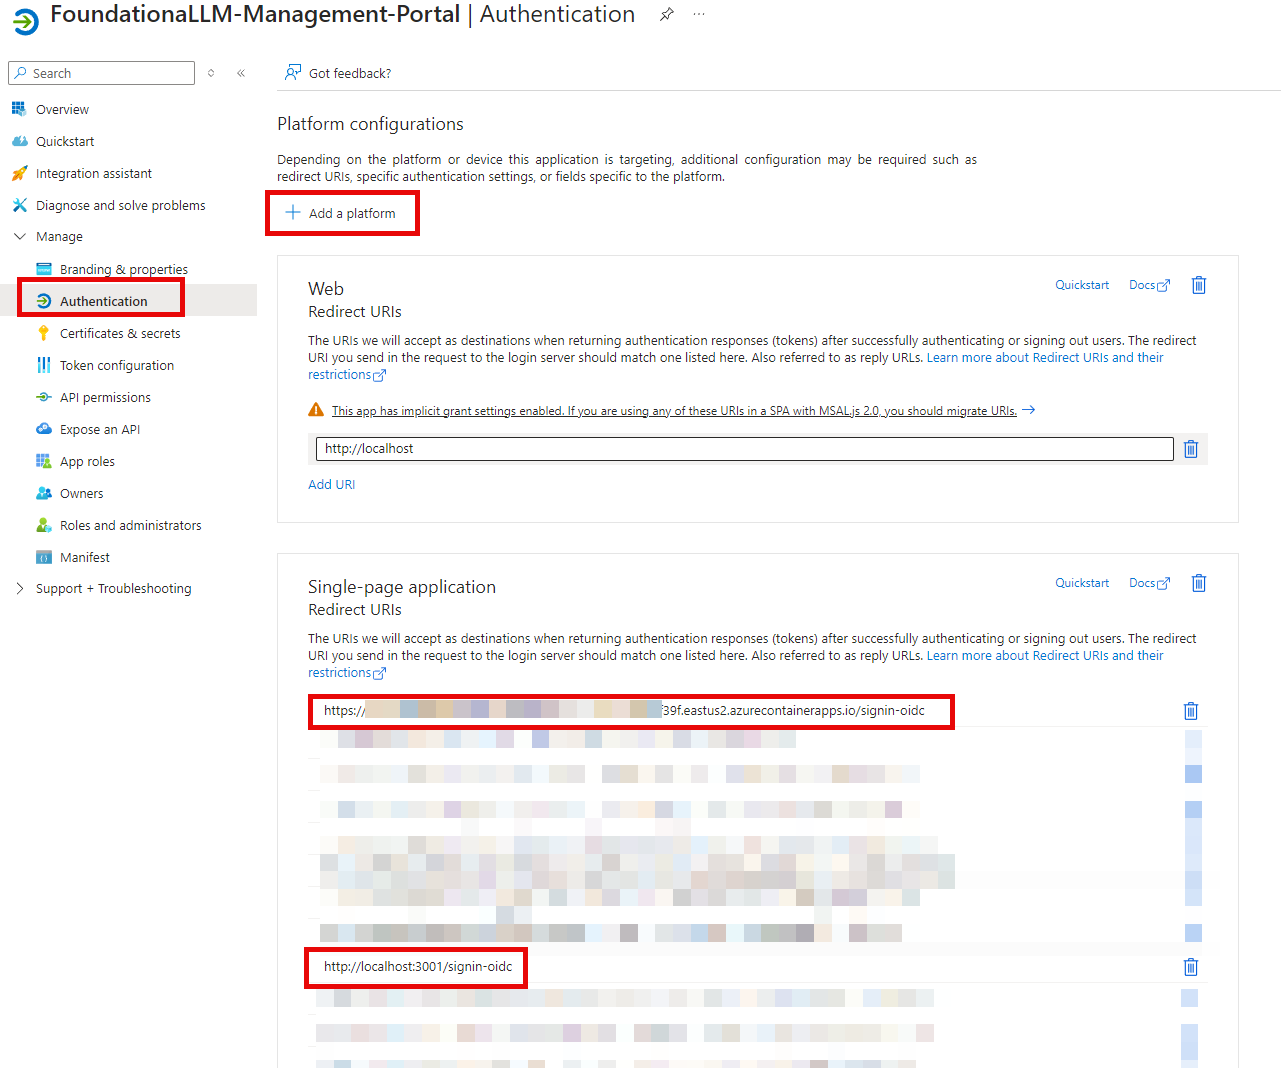 FoundationaLLM-Management-Portal | Authentication
Search
Got feedback?
Overview
Quickstart
Integration assistant
Diagnose and solve problems
Manage
Branding & properties
Authentication
Certificates & secrets
Token configuration
API permissions
Expose an API
App roles
Owners
Roles and administrators
Manifest
Support + Troubleshooting
Platform configurations
Depending on the platform or device this application is targeting, additional configuration may be required such as
redirect URIs, specific authentication settings, or fields specific to the platform.
Add a platform
Web
Quickstart
Docs
Redirect URIs
The URIs we will accept as destinations when returning authentication responses (tokens) after successfully authenticating or signing out users. The redirect
URI you send in the request to the login server should match one listed here. Also referred to as reply URLs. Learn more about Redirect URIs and their
restrictions
This app has implicit grant settings enabled. If you are using any of these URIs in a SPA with MSAL.js 2.0, you should migrate URIs.
http://localhost
Add URI
Single-page application
Quickstart
Docs
Redirect URIs
The URIs we will accept as destinations when returning authentication responses (tokens) after successfully authenticating or signing out users. The redirect
URI you send in the request to the login server should match one listed here. Also referred to as reply URLs. Learn more about Redirect URIs and their
restrictions
https:// 39f.eastus2.azurecontainerapps.io/signin-oidc
http://localhost:3001/signin-oidc